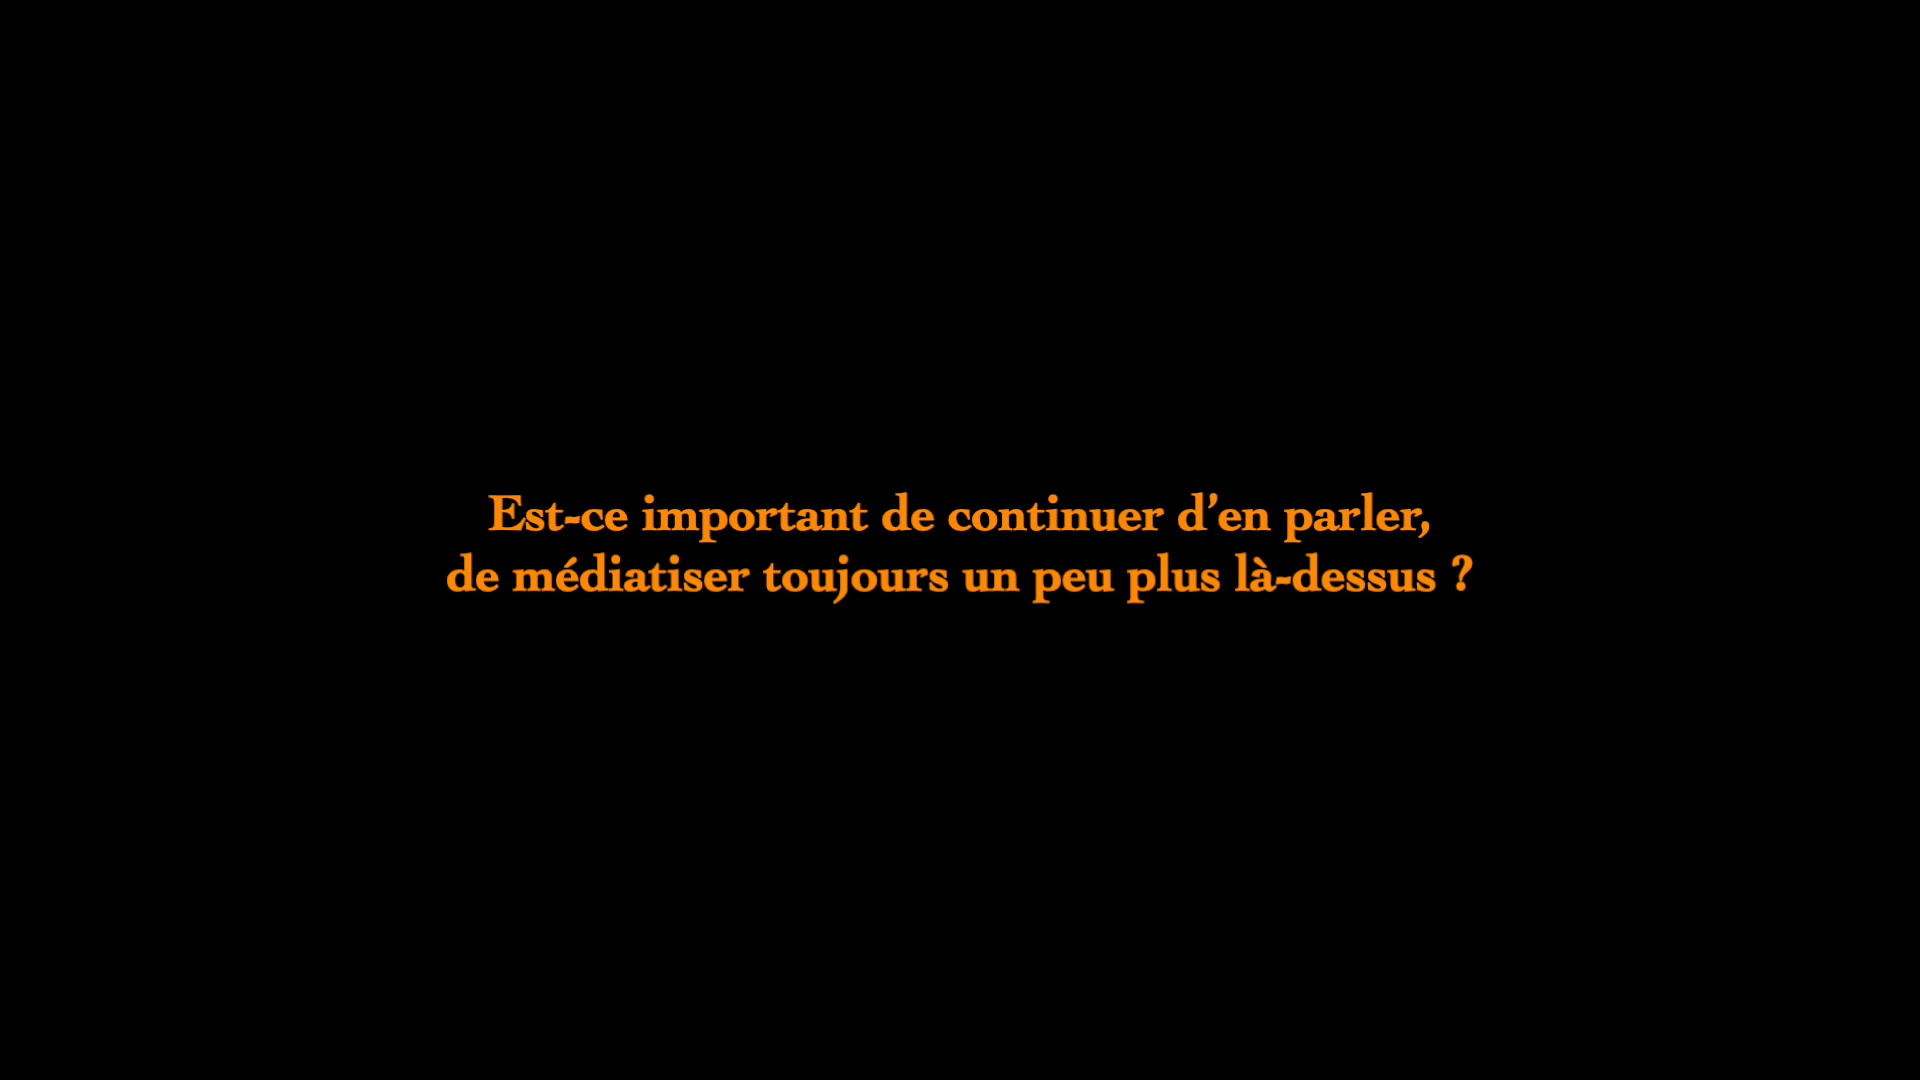 Est-ce important de continuer d’en parler,
de médiatiser toujours un peu plus là-dessus ?